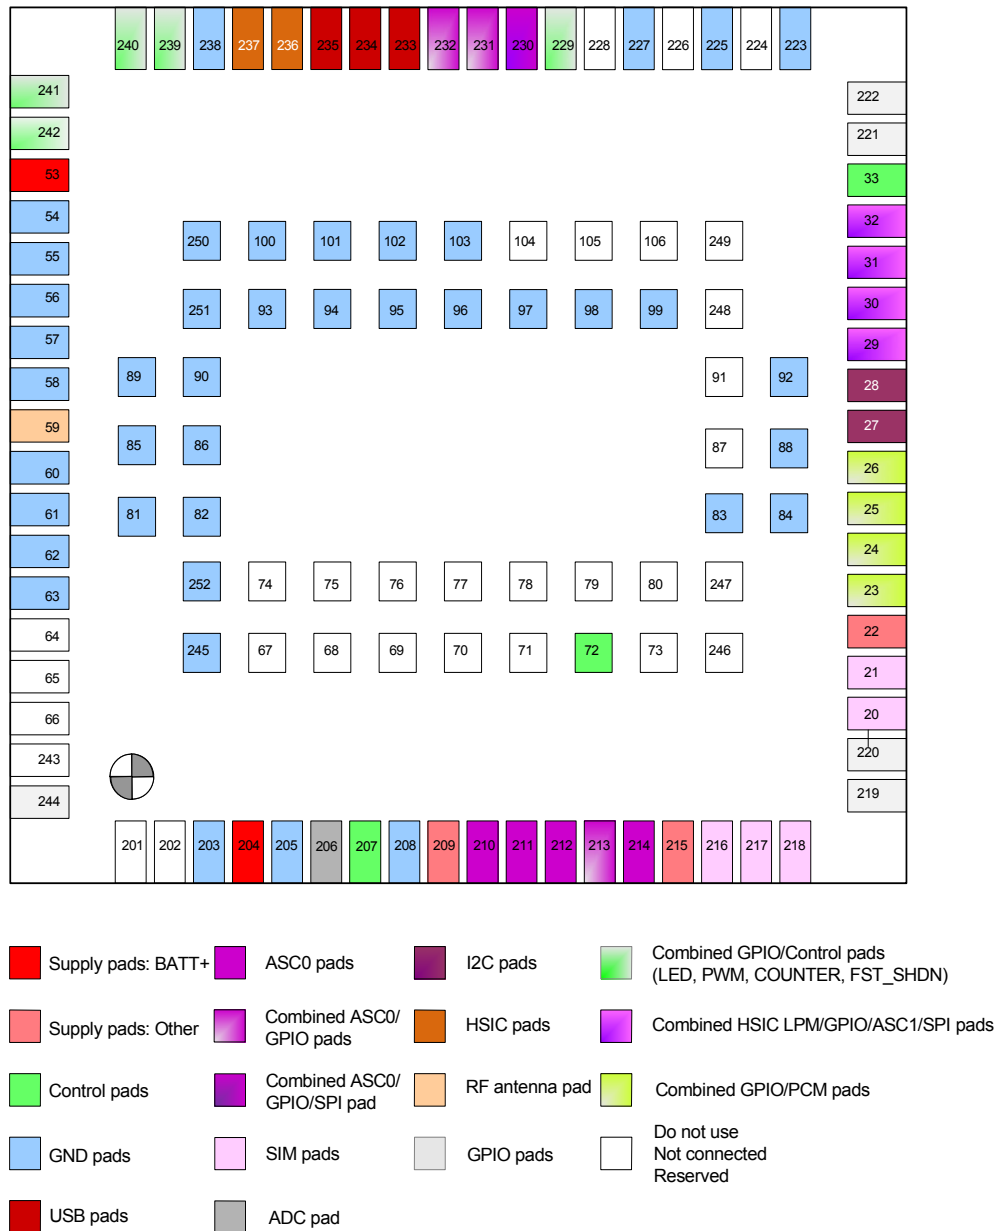 240 239 238 237 236 235 234 233 232 231 230 229 228 227 226 225 224 223
241 222
242 221
53 33
54 32
250 100 101 102 103 104 105 106 249
55 31
56 30
251 93 94 95 96 97 98 99 248
57 29
58 89 90 91 92 28
59 27
85 86 87 88
60 26
61 25
81 82 83 84
62 24
63 252 74 75 76 77 78 79 80 247 23
64 22
245 67 68 69 70 71 72 73 246
65 21
66 20
243 220
244 219
201 202 203 204 205 206 207 208 209 210 211 212 213 214 215 216 217 218
Supply pads: BATT+
ASC0 pads
I2C pads
Combined GPIO/Control pads
(LED, PWM, COUNTER, FST_SHDN)
Supply pads: Other
Combined ASC0/
GPIO pads
HSIC pads
Combined HSIC LPM/GPIO/ASC1/SPI pads
Control pads
Combined ASC0/
GPIO/SPI pad
RF antenna pad
Combined GPIO/PCM pads
GND pads
SIM pads
GPIO pads
Do not use
Not connected
Reserved
USB pads
ADC pad